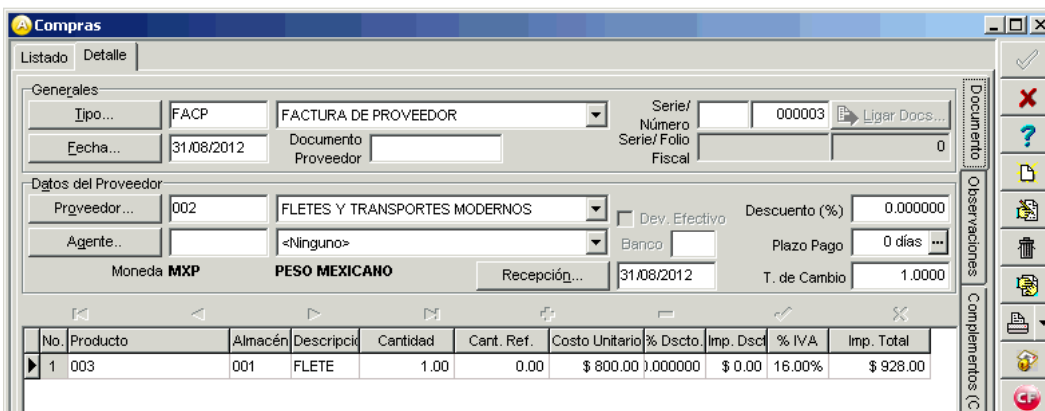 Compras
Listado Detalle
Generales
Tipo... FACP FACTURA DE PROVEEDOR Serie/ Número 000003 Ligar Docs...
Fecha... 31/08/2012 Documento Proveedor Serie/ Folio Fiscal 0
Datos del Proveedor
Proveedor... 002 FLETES Y TRANSPORTES MODERNOS Dev. Efectivo Descuento (%) 0.000000
Agente.. <Ninguno> Banco Plazo Pago 0 días ...
Moneda MXP PESO MEXICANO Recepción... 31/08/2012 T. de Cambio 1.0000
No. Producto Almacén Descripció Cantidad Cant. Ref. Costo Unitario % Dscto. Imp. Dsct % IVA Imp. Total
1 003 001 FLETE 1.00 0.00 $ 800.00 0.000000 $ 0.00 16.00% $ 928.00
Documento
Observaciones
Complementos (C
?
CF